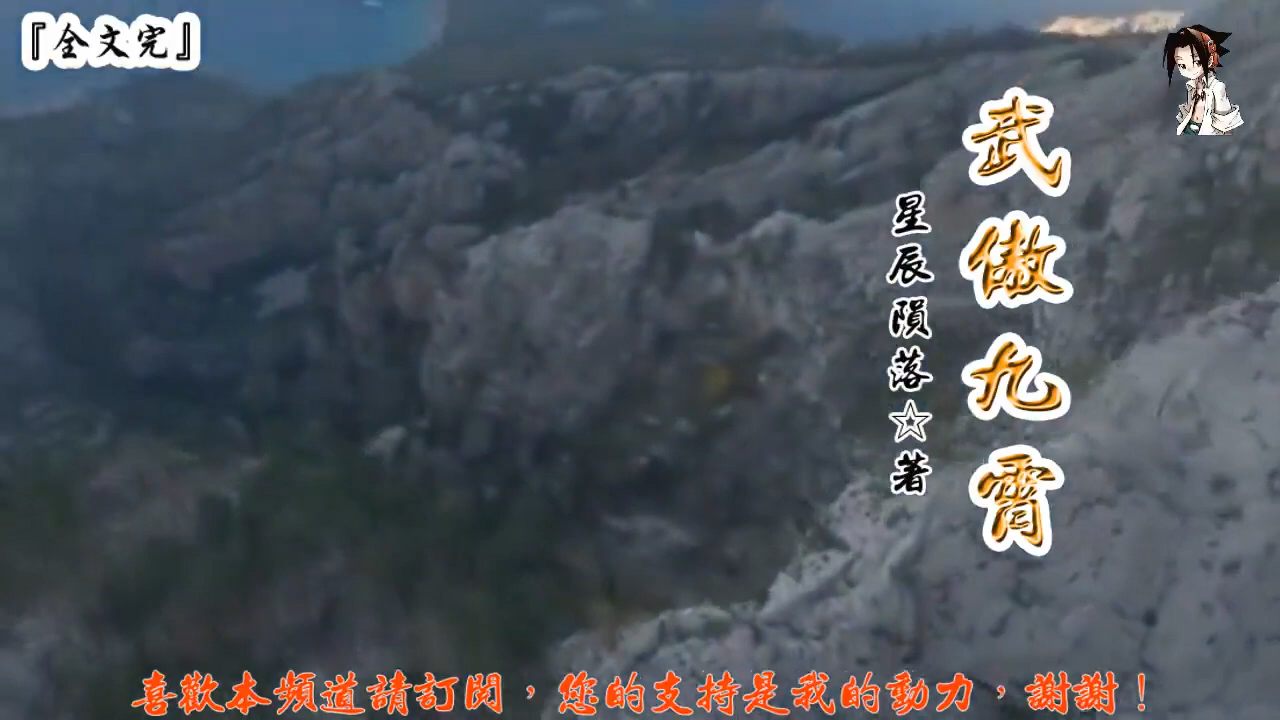 『全文完』
武傲九霄
星辰隕落☆著
喜歡本頻道請訂閱，您的支持是我的動力，謝謝！